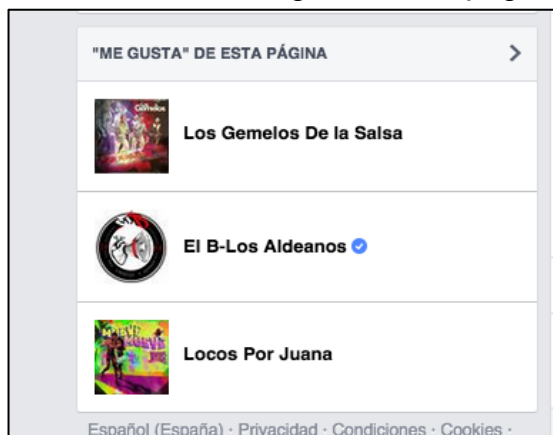 "ME GUSTA" DE ESTA PÁGINA
Los Gemelos De la Salsa
El B-Los Aldeanos
Locos Por Juana
Español (España) · Privacidad · Condiciones · Cookies ·